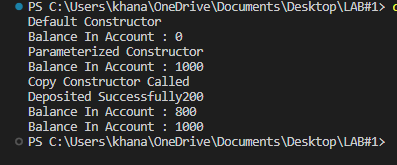 PS C:\Users\khana\OneDrive\Documents\Desktop\LAB#1>
Default Constructor
Balance In Account : 0
Parameterized Constructor
Balance In Account : 1000
Copy Constructor Called
Deposited Successfully200
Balance In Account : 800
Balance In Account : 1000
PS C:\Users\khana\OneDrive\Documents\Desktop\LAB#1>